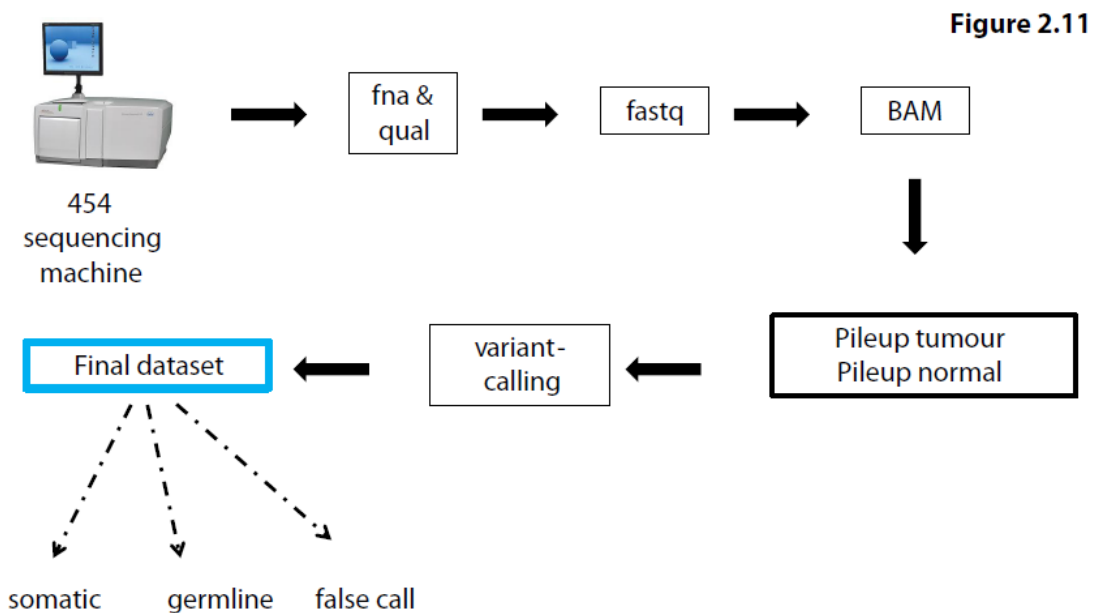 Figure 2.11
454
sequencing
machine
fna &
qual
fastq
BAM
Pileup tumour
Pileup normal
variant-
calling
Final dataset
somatic
germline
false call